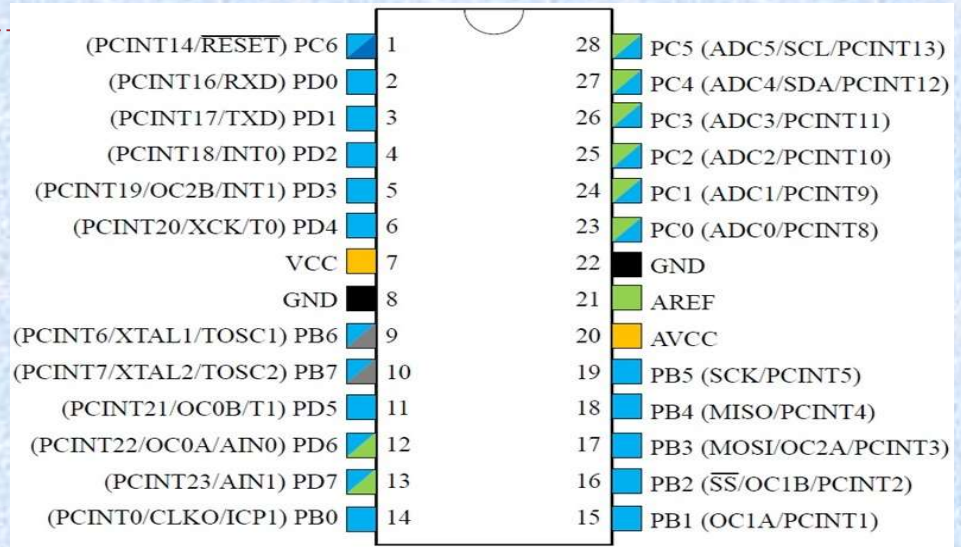 (PCINT14/RESET) PC6 1
(PCINT16/RXD) PD0 2
(PCINT17/TXD) PD1 3
(PCINT18/INT0) PD2 4
(PCINT19/OC2B/INT1) PD3 5
(PCINT20/XCK/T0) PD4 6
VCC 7
GND 8
(PCINT6/XTAL1/TOSC1) PB6 9
(PCINT7/XTAL2/TOSC2) PB7 10
(PCINT21/OC0B/T1) PD5 11
(PCINT22/OC0A/AIN0) PD6 12
(PCINT23/AIN1) PD7 13
(PCINT0/CLKO/ICP1) PB0 14
28 PC5 (ADC5/SCL/PCINT13)
27 PC4 (ADC4/SDA/PCINT12)
26 PC3 (ADC3/PCINT11)
25 PC2 (ADC2/PCINT10)
24 PC1 (ADC1/PCINT9)
23 PC0 (ADC0/PCINT8)
22 GND
21 AREF
20 AVCC
19 PB5 (SCK/PCINT5)
18 PB4 (MISO/PCINT4)
17 PB3 (MOSI/OC2A/PCINT3)
16 PB2 (SS/OC1B/PCINT2)
15 PB1 (OC1A/PCINT1)